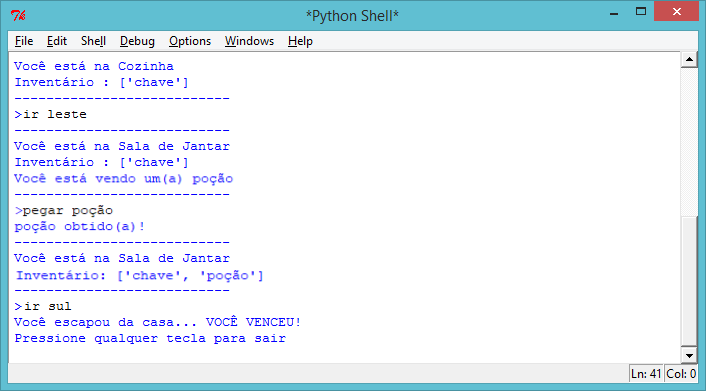 *Python Shell*
File Edit Shell Debug Options Windows Help
Você está na Cozinha
Inventário : ['chave']
---------------------------
>ir leste
---------------------------
Você está na Sala de Jantar
Inventário : ['chave']
Você está vendo um(a) poção
---------------------------
>pegar poção
poção obtido(a)!
---------------------------
Você está na Sala de Jantar
Inventário: ['chave', 'poção']
---------------------------
>ir sul
Você escapou da casa... VOCÊ VENCEU!
Pressione qualquer tecla para sair
Ln: 41 Col: 0